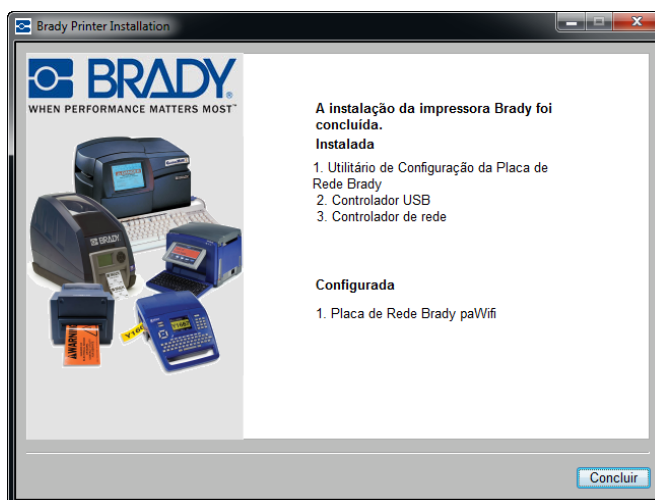 Brady Printer Installation
BRADY
WHEN PERFORMANCE MATTERS MOST™
A instalação da impressora Brady foi
concluída.
Instalada
1. Utilitário de Configuração da Placa de
Rede Brady
2. Controlador USB
3. Controlador de rede
Configurada
1. Placa de Rede Brady paWifi
BRADY
AWARNING
Concluir